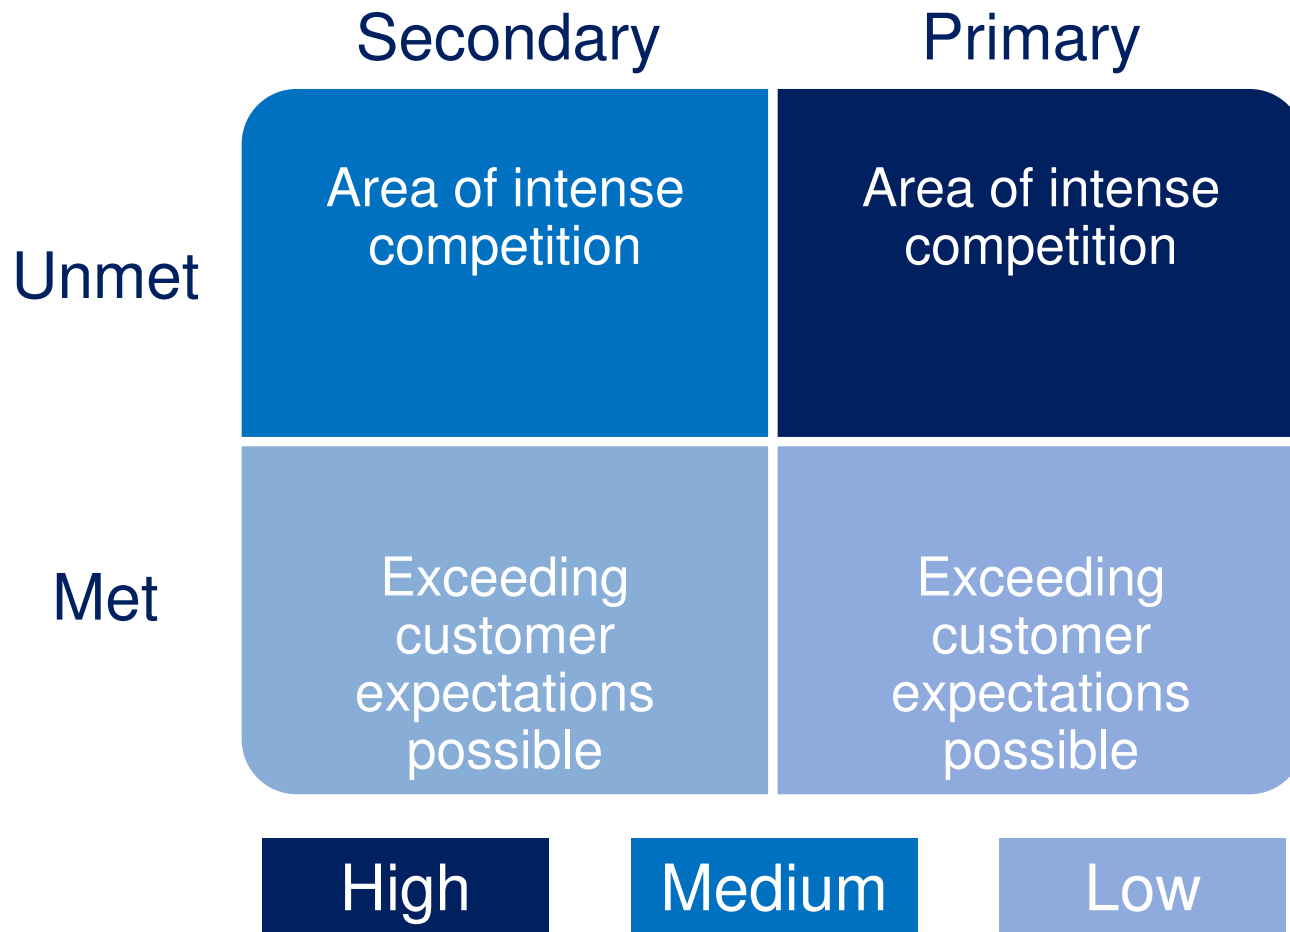 Secondary Primary
Unmet
Area of intense
competition
Area of intense
competition
Met
Exceeding
customer
expectations
possible
Exceeding
customer
expectations
possible
High Medium Low